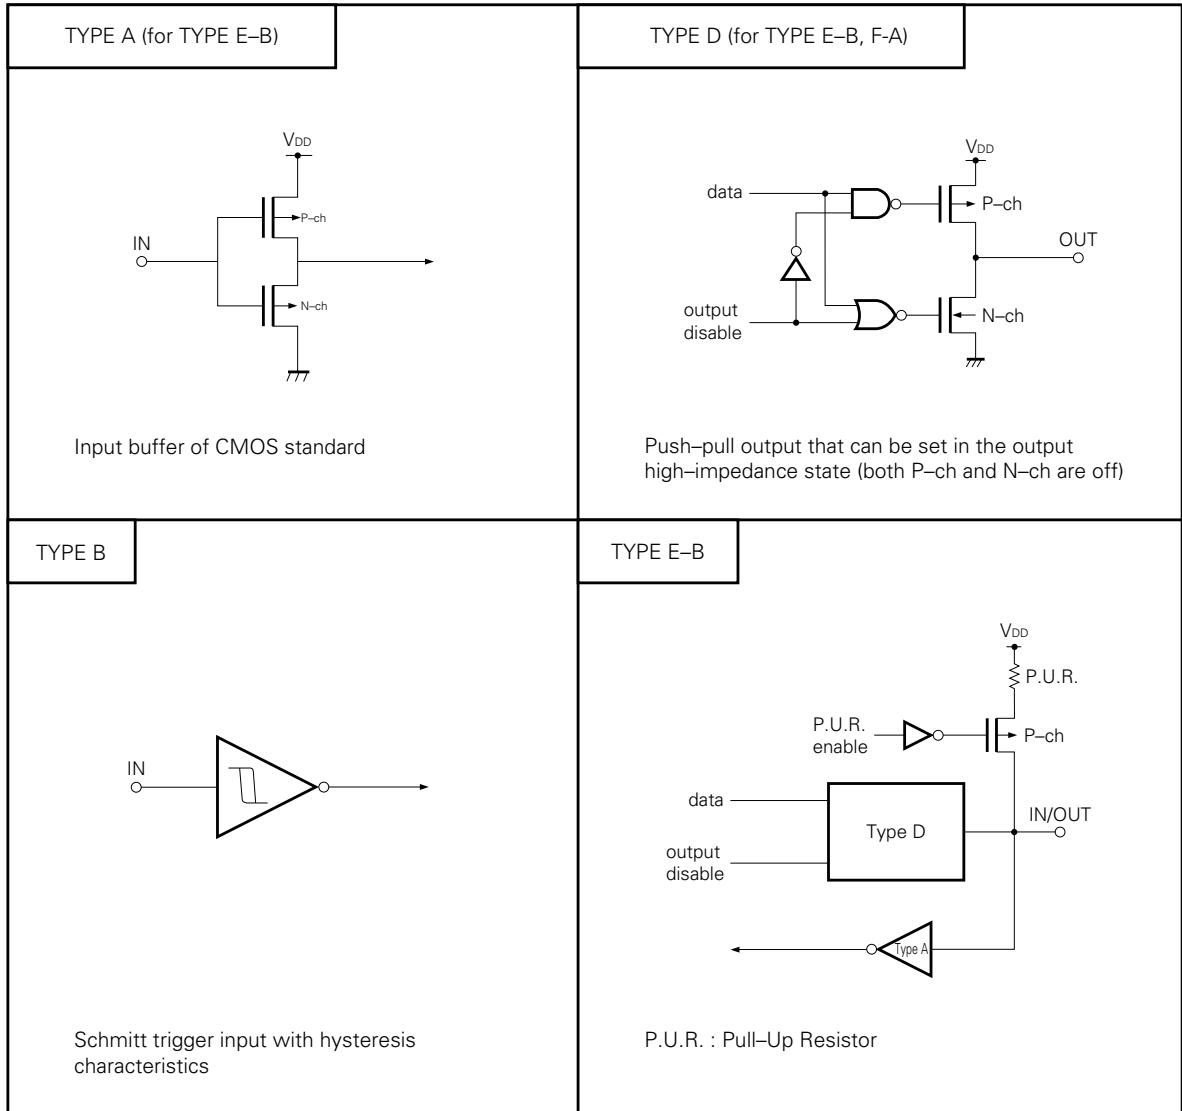 TYPE A (for TYPE E–B)
VDD
P–ch
IN
N–ch
Input buffer of CMOS standard
TYPE D (for TYPE E–B, F-A)
VDD
data
P–ch
OUT
output
disable
N–ch
Push–pull output that can be set in the output
high–impedance state (both P–ch and N–ch are off)
TYPE B
IN
Schmitt trigger input with hysteresis
characteristics
TYPE E–B
VDD
P.U.R.
P.U.R.
enable
P–ch
data
Type D
IN/OUT
output
disable
Type A
P.U.R. : Pull–Up Resistor